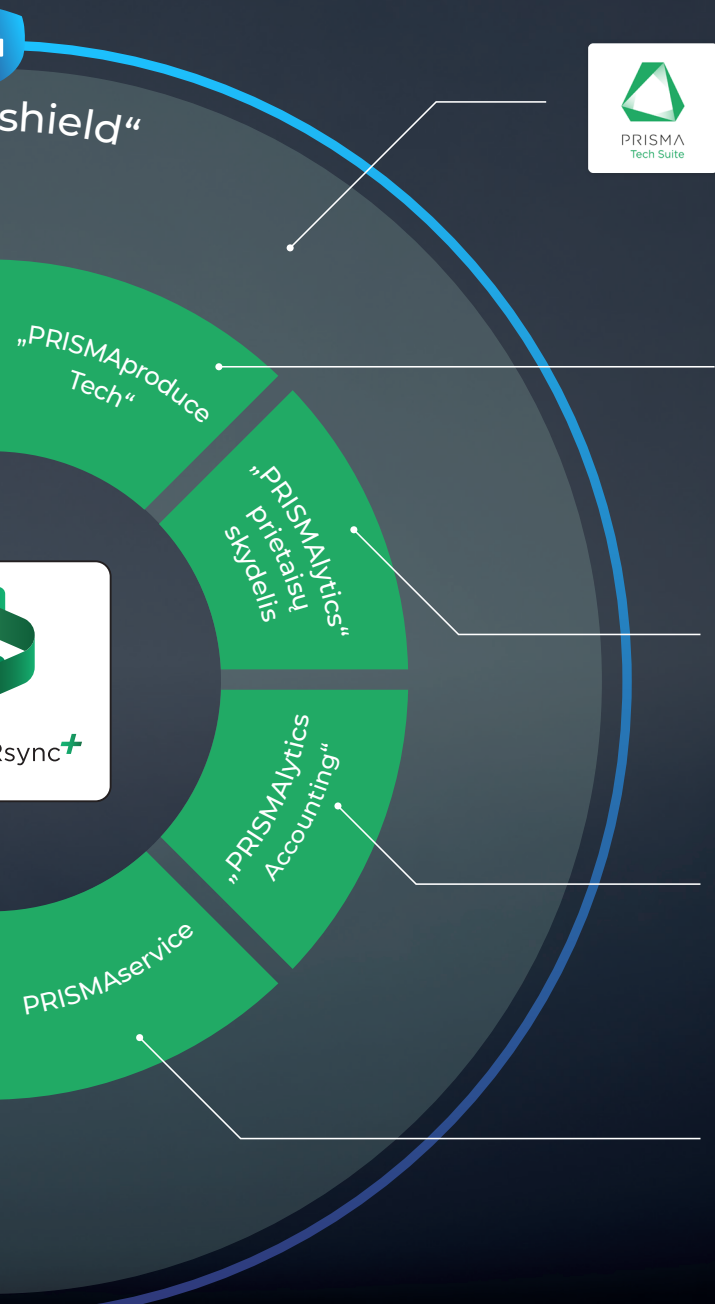 shield“
PRISMA
Tech Suite
„PRISMAproduce
Tech“
„PRISMAlytics“
prietaisų
skydelis
sync+
„PRISMAlytics
Accounting“
PRISMAservice